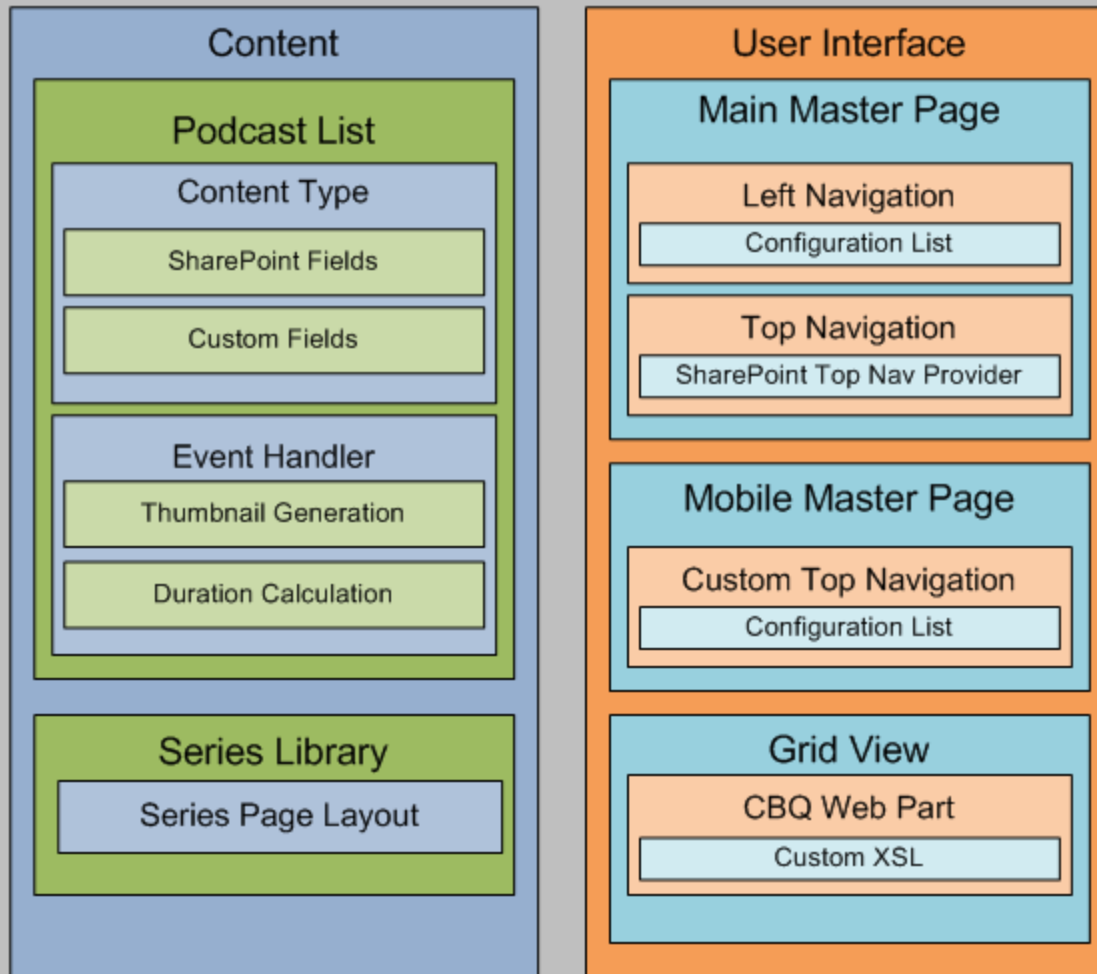 Content
Podcast List
Content Type
SharePoint Fields
Custom Fields
Event Handler
Thumbnail Generation
Duration Calculation
Series Library
Series Page Layout
User Interface
Main Master Page
Left Navigation
Configuration List
Top Navigation
SharePoint Top Nav Provider
Mobile Master Page
Custom Top Navigation
Configuration List
Grid View
CBQ Web Part
Custom XSL